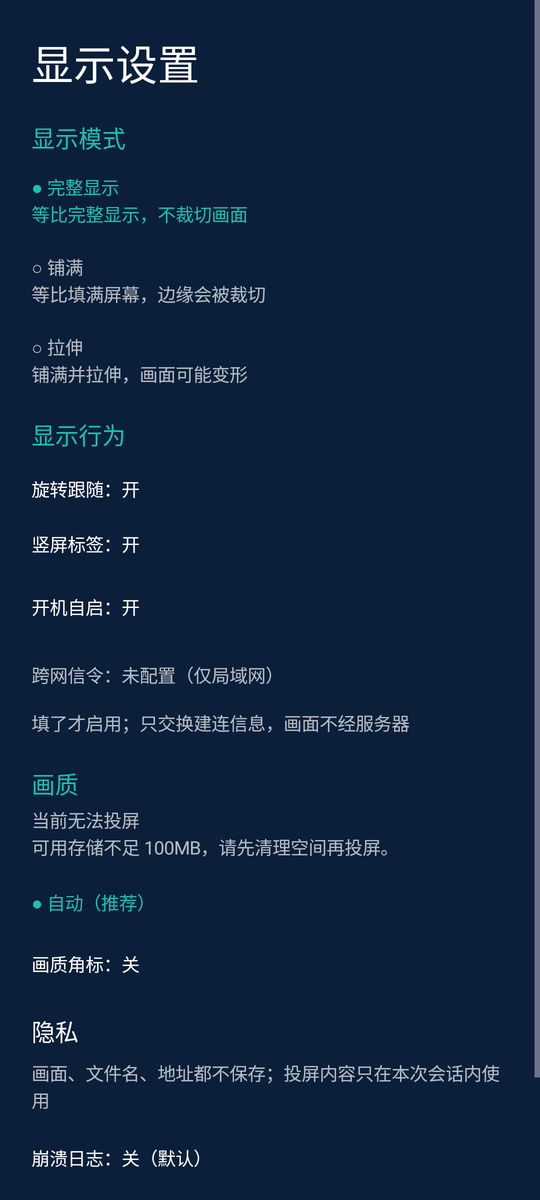 显示设置
显示模式
● 完整显示
等比完整显示，不裁切画面
○ 铺满
等比填满屏幕，边缘会被裁切
○ 拉伸
铺满并拉伸，画面可能变形
显示行为
旋转跟随：开
竖屏标签：开
开机自启：开
跨网信令：未配置（仅局域网）
填了才启用；只交换建连信息，画面不经服务器
画质
当前无法投屏
可用存储不足 100MB，请先清理空间再投屏。
● 自动（推荐）
画质角标：关
隐私
画面、文件名、地址都不保存；投屏内容只在本次会话内使
用
崩溃日志：关（默认）